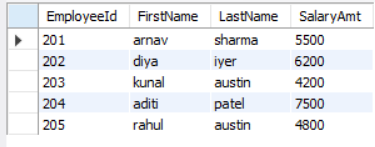 EmployeeId FirstName LastName SalaryAmt
201 arnav sharma 5500
202 diya iyer 6200
203 kunal austin 4200
204 aditi patel 7500
205 rahul austin 4800